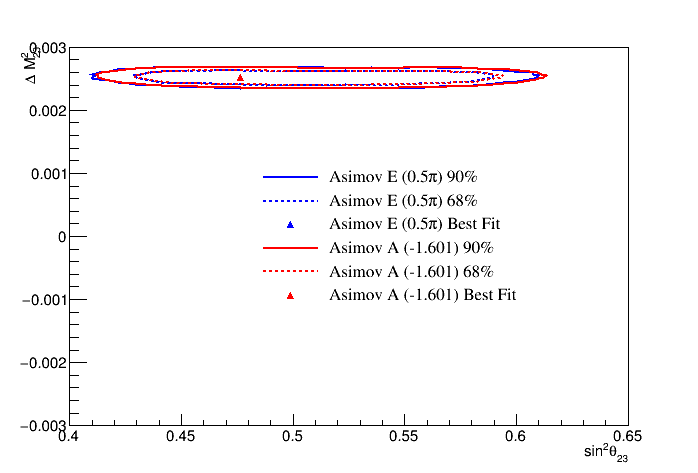 Δ M²₂₃
0.003
0.002
0.001
0
−0.001
−0.002
−0.003
Asimov E (0.5π) 90%
Asimov E (0.5π) 68%
Asimov E (0.5π) Best Fit
Asimov A (-1.601) 90%
Asimov A (-1.601) 68%
Asimov A (-1.601) Best Fit
0.4 0.45 0.5 0.55 0.6 0.65
sin²θ₂₃